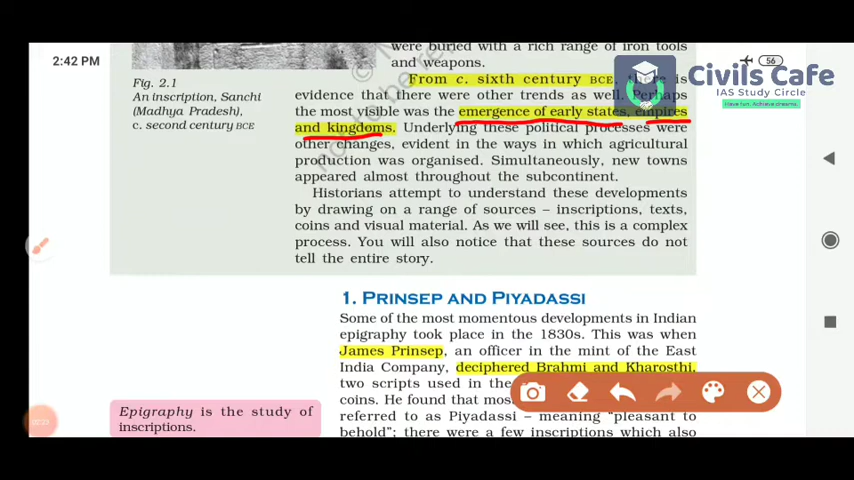 2:42 PM
56
Civils Cafe
IAS Study Circle
Have fun. Achieve dreams.
were buried with a rich range of iron tools
and weapons.
From c. sixth century BCE, there is
evidence that there were other trends as well. Perhaps
the most visible was the emergence of early states, empires
and kingdoms. Underlying these political processes were
other changes, evident in the ways in which agricultural
production was organised. Simultaneously, new towns
appeared almost throughout the subcontinent.
Historians attempt to understand these developments
by drawing on a range of sources – inscriptions, texts,
coins and visual material. As we will see, this is a complex
process. You will also notice that these sources do not
tell the entire story.
Fig. 2.1
An inscription, Sanchi
(Madhya Pradesh),
c. second century BCE
1. PRINSEP AND PIYADASSI
Some of the most momentous developments in Indian
epigraphy took place in the 1830s. This was when
James Prinsep, an officer in the mint of the East
India Company, deciphered Brahmi and Kharosthi,
two scripts used in the
coins. He found that mos
referred to as Piyadassi – meaning "pleasant to
behold"; there were a few inscriptions which also
Epigraphy is the study of
inscriptions.